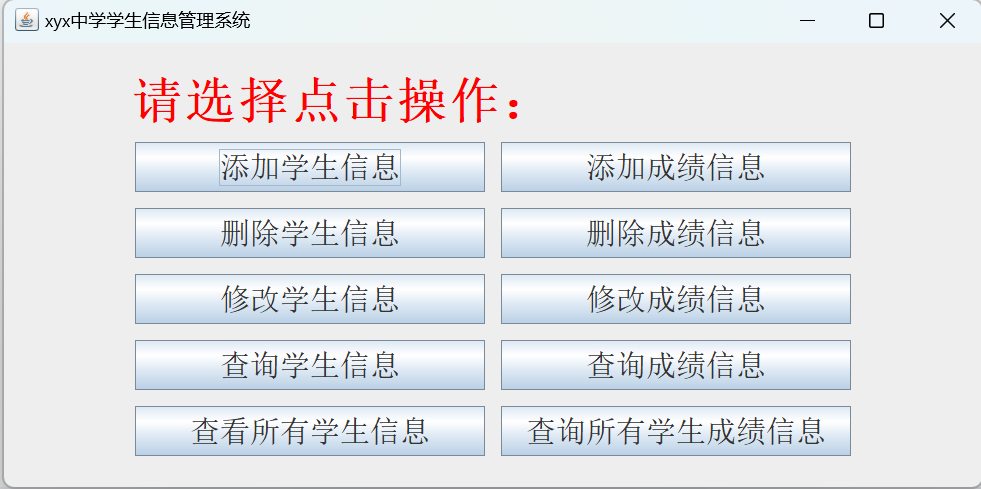 xyx中学学生信息管理系统
请选择点击操作：
添加学生信息 添加成绩信息
删除学生信息 删除成绩信息
修改学生信息 修改成绩信息
查询学生信息 查询成绩信息
查看所有学生信息 查询所有学生成绩信息